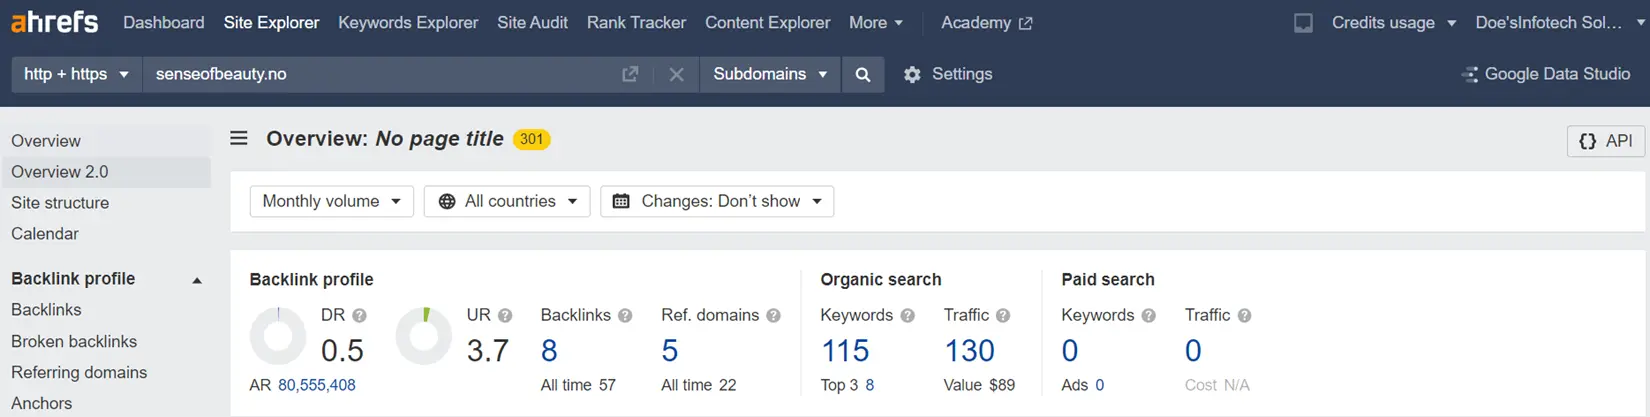 ahrefs Dashboard Site Explorer Keywords Explorer Site Audit Rank Tracker Content Explorer More Academy Credits usage Doe'sInfotech Sol...
http + https senseofbeauty.no Subdomains Settings Google Data Studio
Overview
Overview 2.0
Site structure
Calendar
Backlink profile
Backlinks
Broken backlinks
Referring domains
Anchors
Overview: No page title 301 {} API
Monthly volume All countries Changes: Don't show
Backlink profile Organic search Paid search
DR ? UR ? Backlinks ? Ref. domains ? Keywords ? Traffic ? Keywords ? Traffic ?
0.5 3.7 8 5 115 130 0 0
AR 80,555,408 All time 57 All time 22 Top 3 8 Value $89 Ads 0 Cost N/A